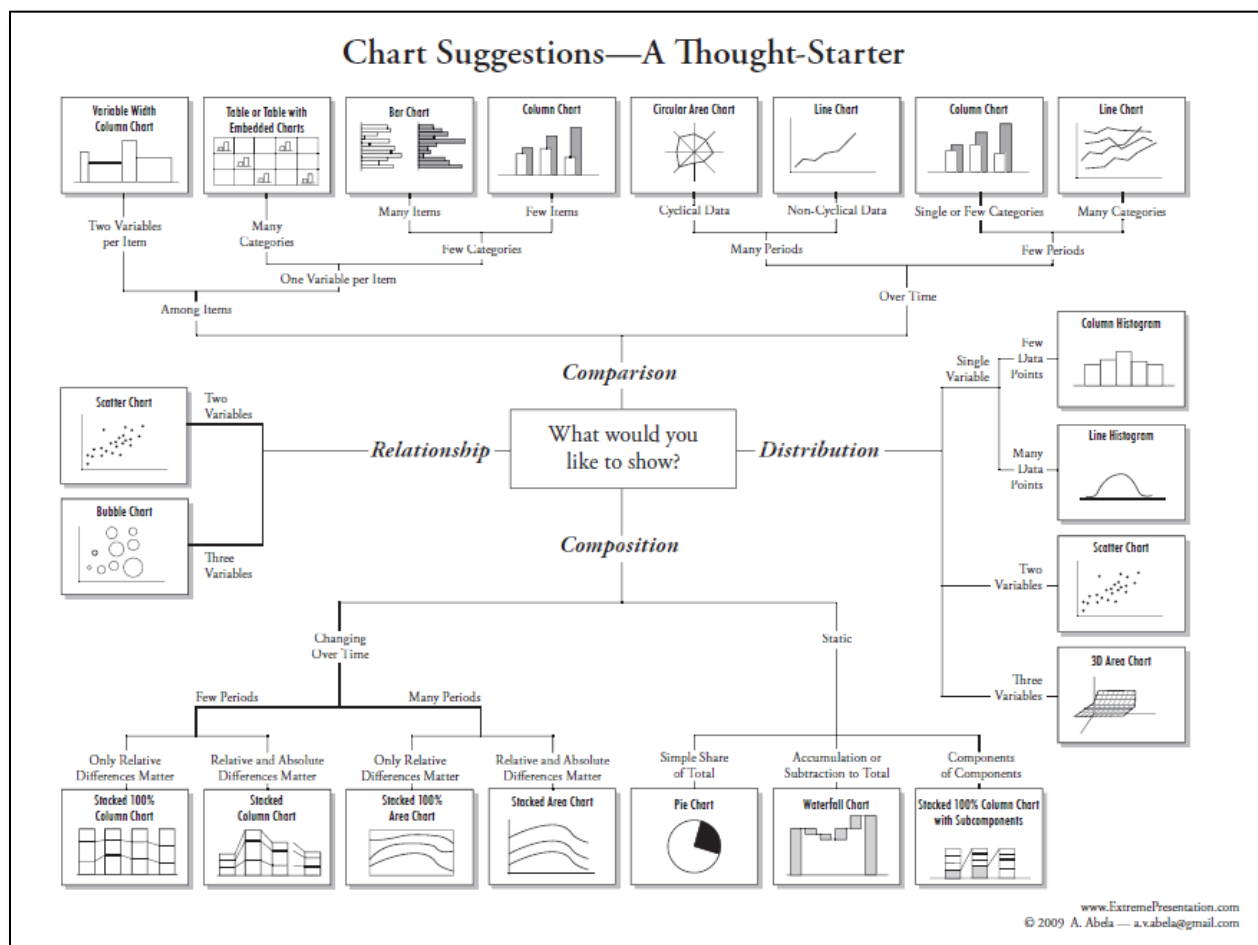 Chart Suggestions—A Thought-Starter
Variable Width
Column Chart
Table or Table with
Embedded Charts
Bar Chart
Column Chart
Circular Area Chart
Line Chart
Column Chart
Line Chart
Two Variables
per Item
Many
Categories
Many Items
Few Items
Cyclical Data
Non-Cyclical Data
Single or Few Categories
Many Categories
Few Categories
Many Periods
Few Periods
One Variable per Item
Among Items
Over Time
Comparison
What would you
like to show?
Relationship
Two
Variables
Scatter Chart
Bubble Chart
Three
Variables
Distribution
Single
Variable
Few
Data
Points
Column Histogram
Many
Data
Points
Line Histogram
Two
Variables
Scatter Chart
Three
Variables
3D Area Chart
Composition
Changing
Over Time
Static
Few Periods
Many Periods
Only Relative
Differences Matter
Relative and Absolute
Differences Matter
Only Relative
Differences Matter
Relative and Absolute
Differences Matter
Simple Share
of Total
Accumulation or
Subtraction to Total
Components
of Components
Stacked 100%
Column Chart
Stacked
Column Chart
Stacked 100%
Area Chart
Stacked Area Chart
Pie Chart
Waterfall Chart
Stacked 100% Column Chart
with Subcomponents
www.ExtremePresentation.com
© 2009 A. Abela — a.v.abela@gmail.com